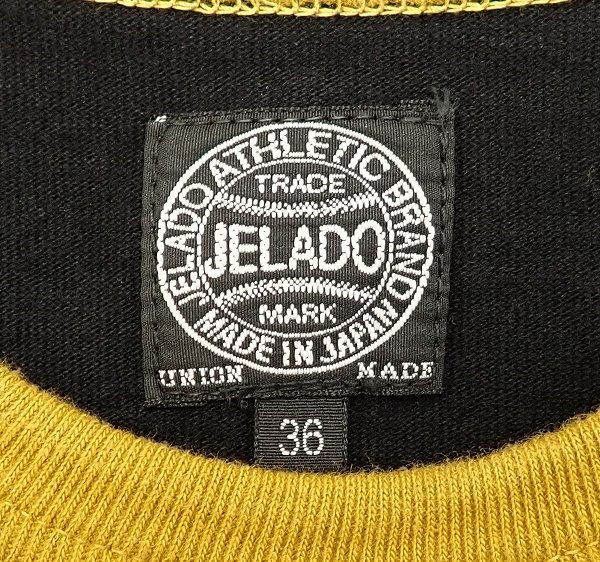 JELADO ATHLETIC BRAND
TRADE
JELADO
MARK
MADE IN JAPAN
UNION MADE
36